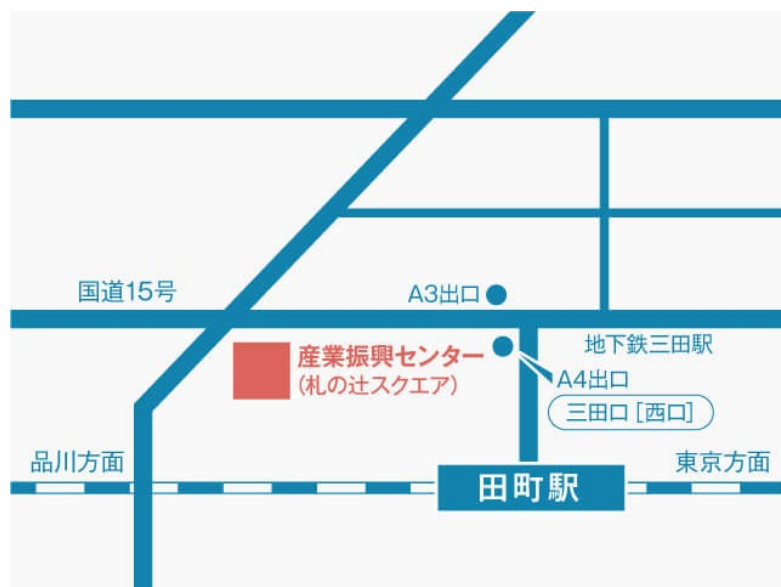 国道15号
A3出口
産業振興センター
(札の辻スクエア)
地下鉄三田駅
A4出口
三田口［西口］
品川方面
東京方面
田町駅